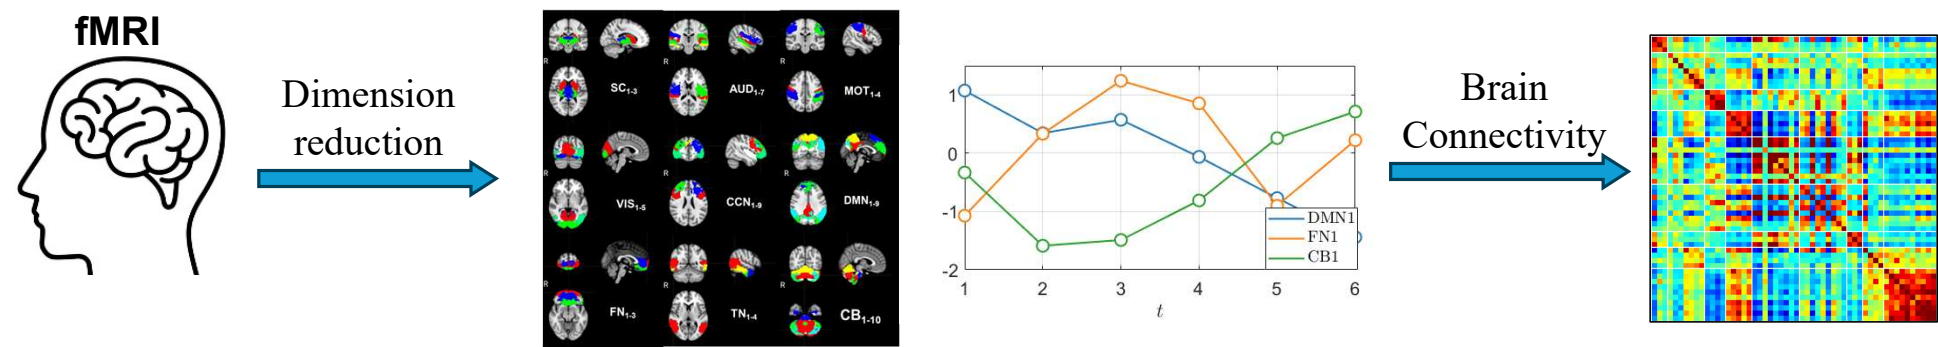 fMRI
Dimension
reduction
R
SC1-3
AUD1-7
MOT1-4
R
R
R
VIS1-5
CCN1-9
DMN1-9
R
FN1-3
R
TN1-4
R
CB1-10
1
0
-1
-2
1 2 3 4 5 6
t
DMN1
FN1
CB1
Brain
Connectivity